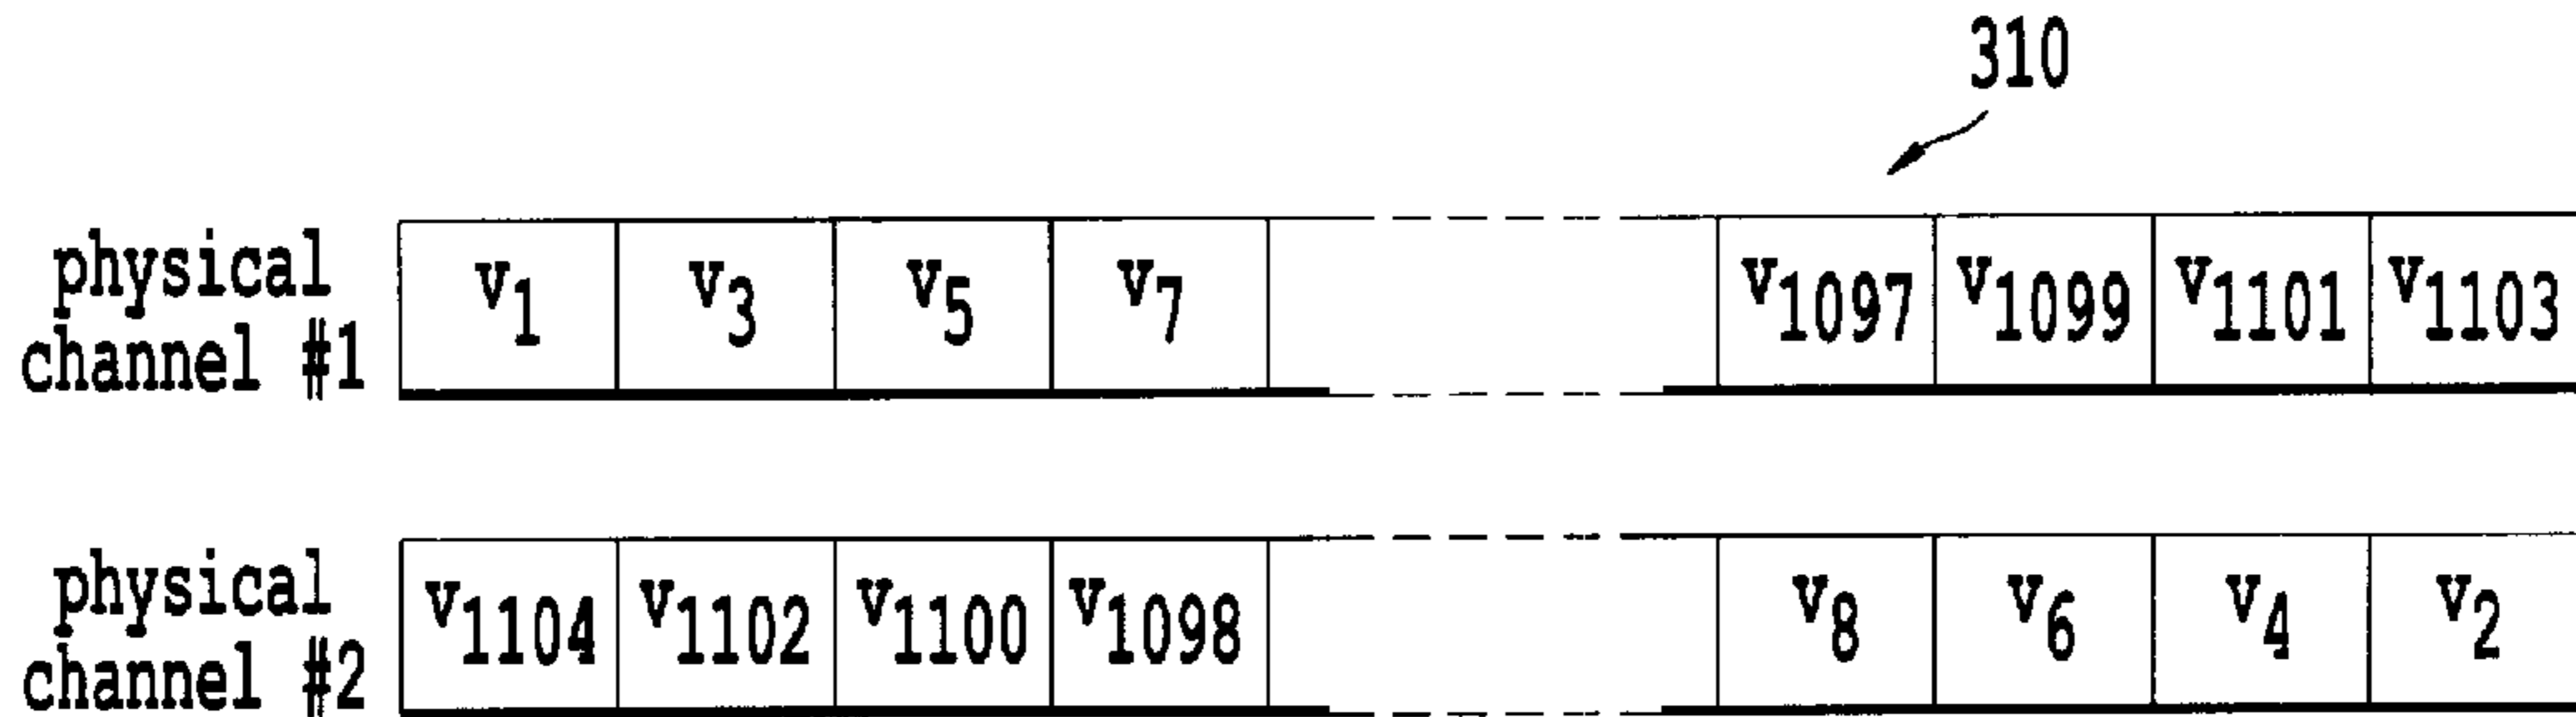 310
physical
channel #1
v1 v3 v5 v7 v1097 v1099 v1101 v1103
physical
channel #2
v1104 v1102 v1100 v1098 v8 v6 v4 v2